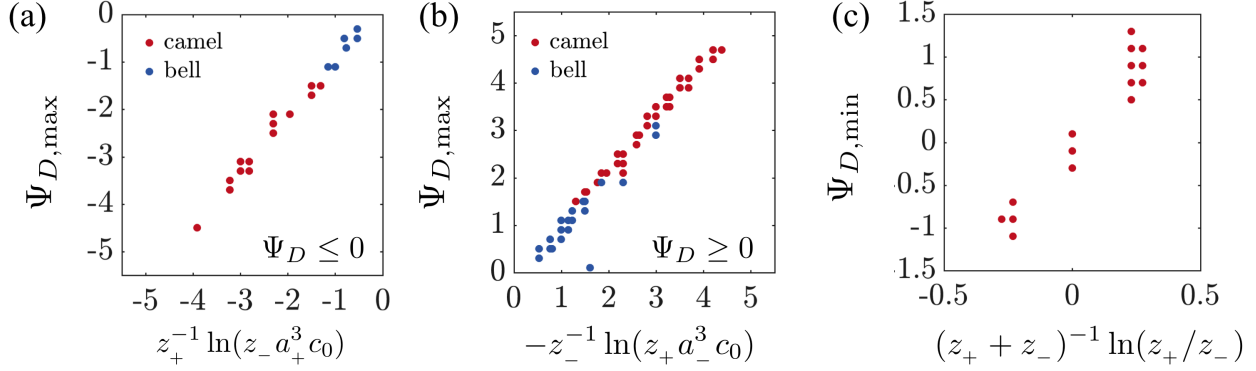 (a)
0
-1
-2
-3
-4
-5
Ψ_{D,max}
camel
bell
Ψ_D ≤ 0
-5 -4 -3 -2 -1 0
z_+^{-1} ln(z_- a_+^3 c_0)
(b)
5
4
3
2
1
0
Ψ_{D,max}
camel
bell
Ψ_D ≥ 0
0 1 2 3 4 5
-z_-^{-1} ln(z_+ a_-^3 c_0)
(c)
1.5
1
0.5
0
0.5
-1
1.5
Ψ_{D,min}
-0.5 0 0.5
(z_+ + z_-)^{-1} ln(z_+/z_-)